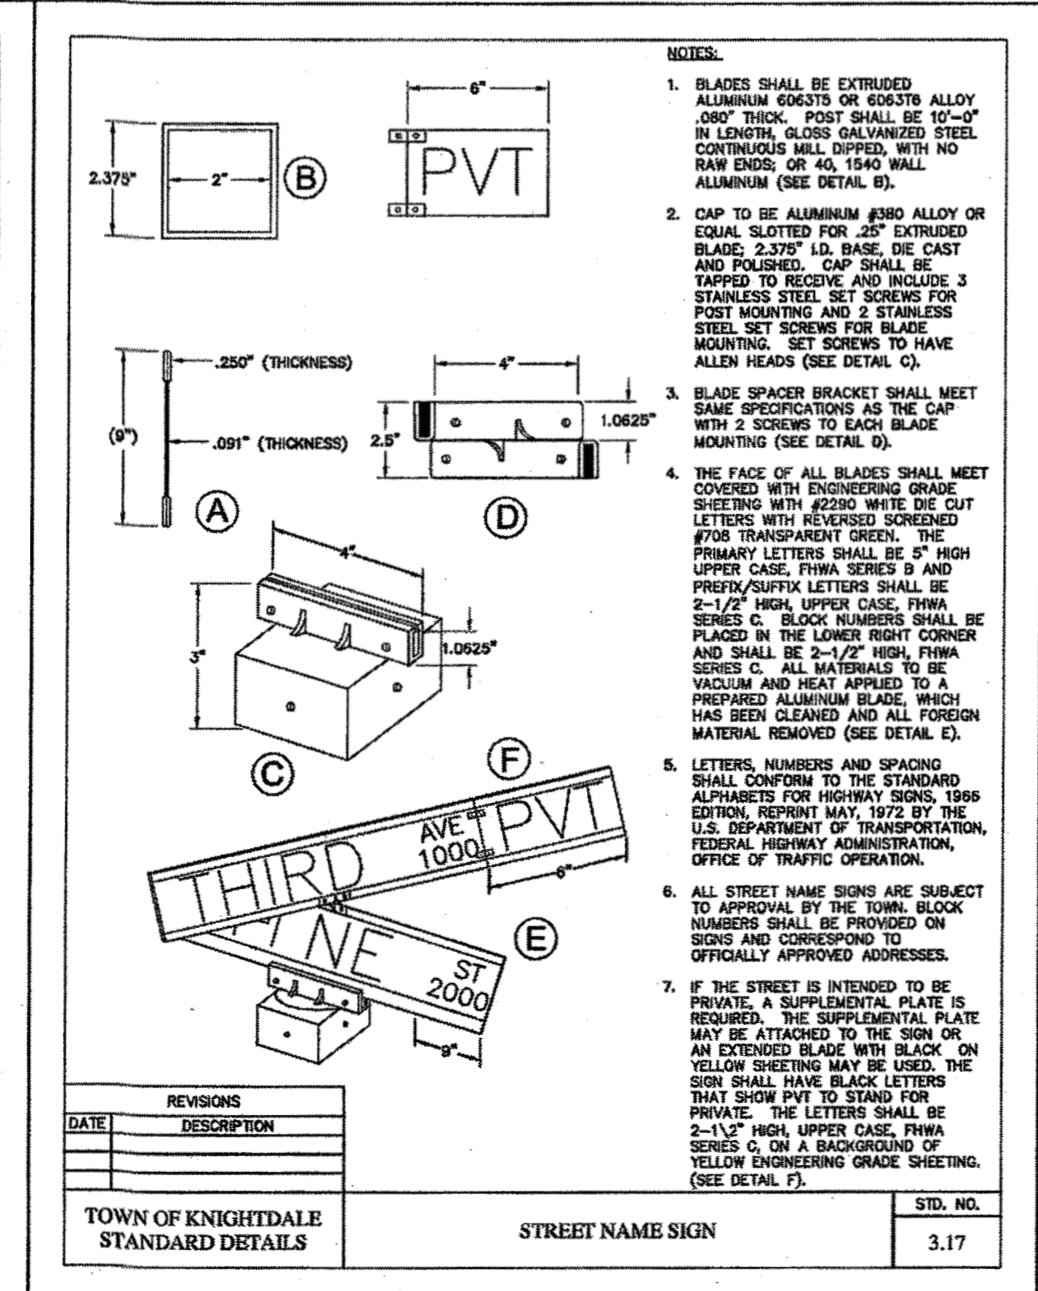 6"
2.375"
2"
B
PVT
9"
(9")
.250" (THICKNESS)
.091" (THICKNESS)
A
4"
2.5"
1.0625"
D
4"
3"
1.0625"
C
F
THIRD
AVE
1000
PVT
6"
E
INE
ST
2000
9"
NOTES:
1. BLADES SHALL BE EXTRUDED
ALUMINUM 6063T5 OR 6063T6 ALLOY
.080" THICK. POST SHALL BE 10'-0"
IN LENGTH, GLOSS GALVANIZED STEEL
CONTINUOUS MILL DIPPED, WITH NO
RAW ENDS; OR 40, 1540 WALL
ALUMINUM (SEE DETAIL B).
2. CAP TO BE ALUMINUM #380 ALLOY OR
EQUAL SLOTTED FOR .25" EXTRUDED
BLADE; 2.375" I.D. BASE, DIE CAST
AND POLISHED. CAP SHALL BE
TAPPED TO RECEIVE AND INCLUDE 3
STAINLESS STEEL SET SCREWS FOR
POST MOUNTING AND 2 STAINLESS
STEEL SET SCREWS FOR BLADE
MOUNTING. SET SCREWS TO HAVE
ALLEN HEADS (SEE DETAIL C).
3. BLADE SPACER BRACKET SHALL MEET
SAME SPECIFICATIONS AS THE CAP
WITH 2 SCREWS TO EACH BLADE
MOUNTING (SEE DETAIL D).
4. THE FACE OF ALL BLADES SHALL MEET
COVERED WITH ENGINEERING GRADE
SHEETING WITH #2290 WHITE DIE CUT
LETTERS WITH REVERSED SCREENED
#708 TRANSPARENT GREEN. THE
PRIMARY LETTERS SHALL BE 5" HIGH
UPPER CASE, FHWA SERIES B AND
PREFIX/SUFFIX LETTERS SHALL BE
2-1/2" HIGH, UPPER CASE, FHWA
SERIES C. BLOCK NUMBERS SHALL BE
PLACED IN THE LOWER RIGHT CORNER
AND SHALL BE 2-1/2" HIGH, FHWA
SERIES C. ALL MATERIALS TO BE
VACUUM AND HEAT APPLIED TO A
PREPARED ALUMINUM BLADE, WHICH
HAS BEEN CLEANED AND ALL FOREIGN
MATERIAL REMOVED (SEE DETAIL E).
5. LETTERS, NUMBERS AND SPACING
SHALL CONFORM TO THE STANDARD
ALPHABETS FOR HIGHWAY SIGNS, 1966
EDITION, REPRINT MAY, 1972 BY THE
U.S. DEPARTMENT OF TRANSPORTATION,
FEDERAL HIGHWAY ADMINISTRATION,
OFFICE OF TRAFFIC OPERATION.
6. ALL STREET NAME SIGNS ARE SUBJECT
TO APPROVAL BY THE TOWN. BLOCK
NUMBERS SHALL BE PROVIDED ON
SIGNS AND CORRESPOND TO
OFFICIALLY APPROVED ADDRESSES.
7. IF THE STREET IS INTENDED TO BE
PRIVATE, A SUPPLEMENTAL PLATE IS
REQUIRED. THE SUPPLEMENTAL PLATE
MAY BE ATTACHED TO THE SIGN OR
AN EXTENDED BLADE WITH BLACK ON
YELLOW SHEETING MAY BE USED. THE
SIGN SHALL HAVE BLACK LETTERS
THAT SHOW PVT TO STAND FOR
PRIVATE. THE LETTERS SHALL BE
2-1\2" HIGH, UPPER CASE, FHWA
SERIES C, ON A BACKGROUND OF
YELLOW ENGINEERING GRADE SHEETING.
(SEE DETAIL F).
REVISIONS
DATE DESCRIPTION
TOWN OF KNIGHTDALE
STANDARD DETAILS
STREET NAME SIGN
STD. NO.
3.17